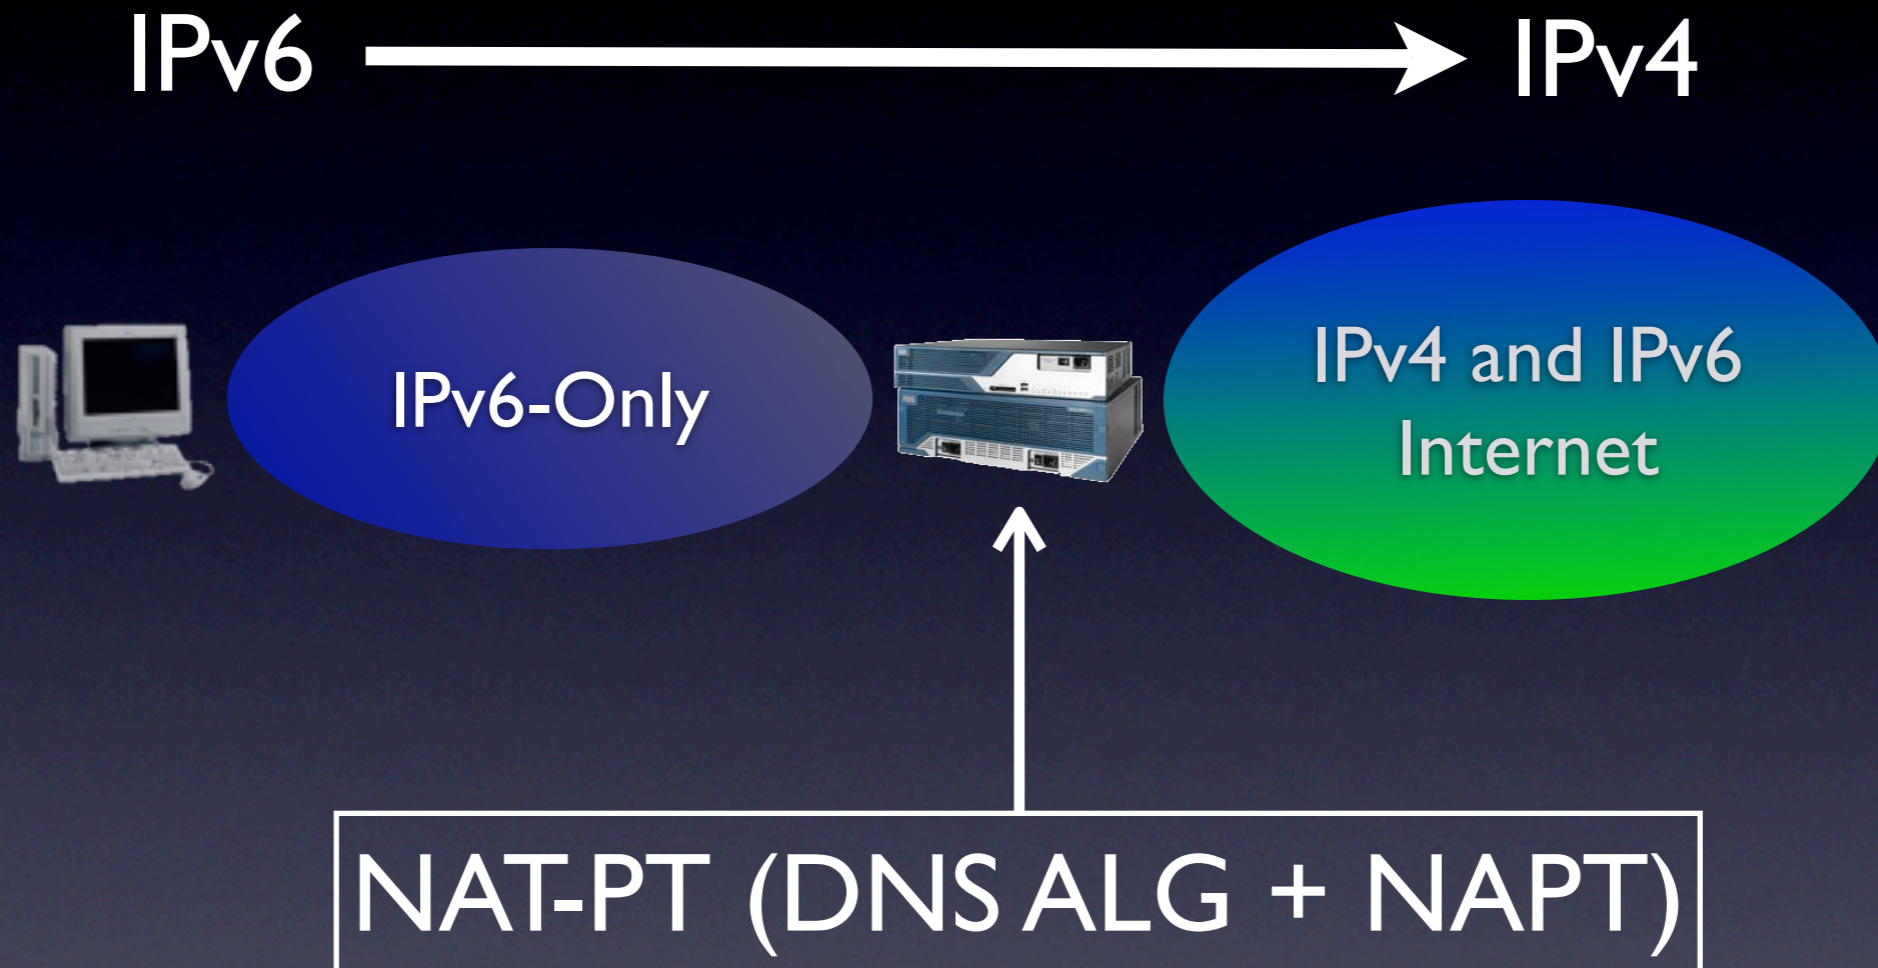 IPv6
IPv4
IPv6-Only
IPv4 and IPv6
Internet
NAT-PT (DNS ALG + NAPT)